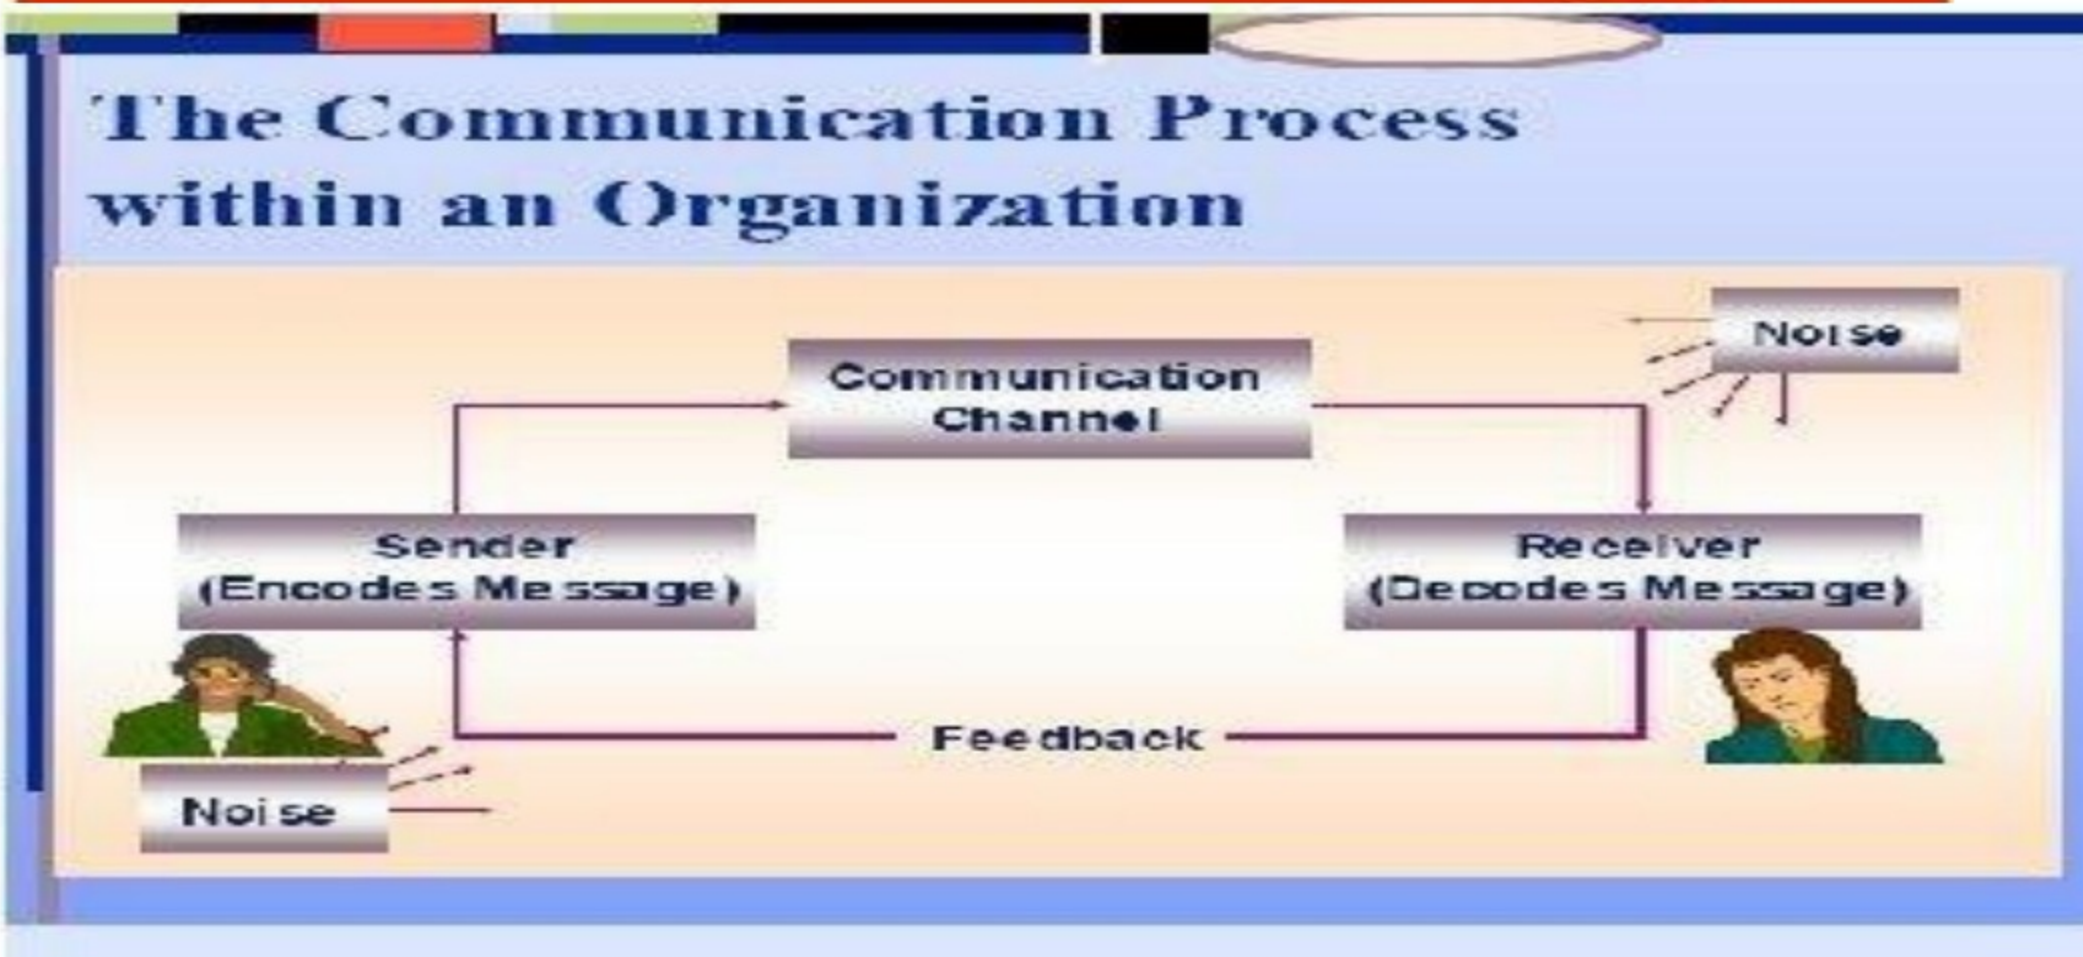 The Communication Process
within an Organization
Noise
Communication
Channel
Sender
(Encodes Message)
Receiver
(Decodes Message)
Feedback
Noise